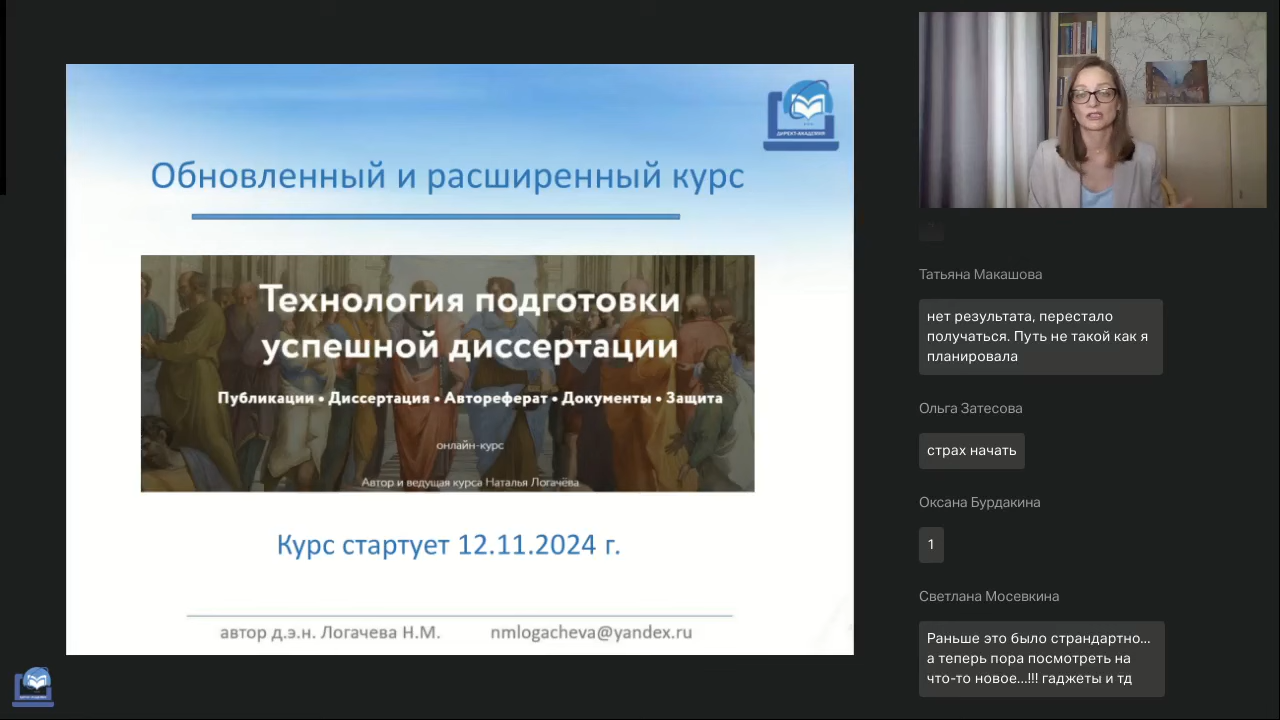 ДИРЕКТ-АКАДЕМИЯ
Обновленный и расширенный курс
Технология подготовки
успешной диссертации
Публикации • Диссертация • Автореферат • Документы • Защита
онлайн-курс
Автор и ведущая курса Наталья Логачёва
Курс стартует 12.11.2024 г.
автор д.э.н. Логачева Н.М. nmlogacheva@yandex.ru
Татьяна Макашова
нет результата, перестало
получаться. Путь не такой как я
планировала
Ольга Затесова
страх начать
Оксана Бурдакина
1
Светлана Мосевкина
Раньше это было страндартно...
а теперь пора посмотреть на
что-то новое...!!! гаджеты и тд